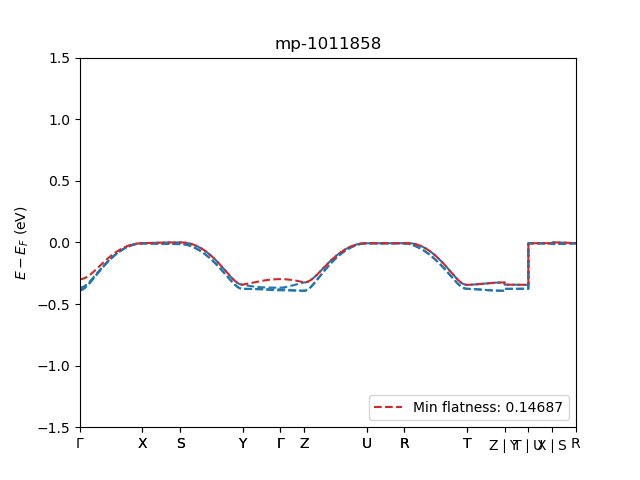 mp-1011858
1.5
1.0
0.5
0.0
−0.5
−1.0
−1.5
E − E_F (eV)
Min flatness: 0.14687
Γ X S Y Γ Z U R T Z | Y T | U X | S R